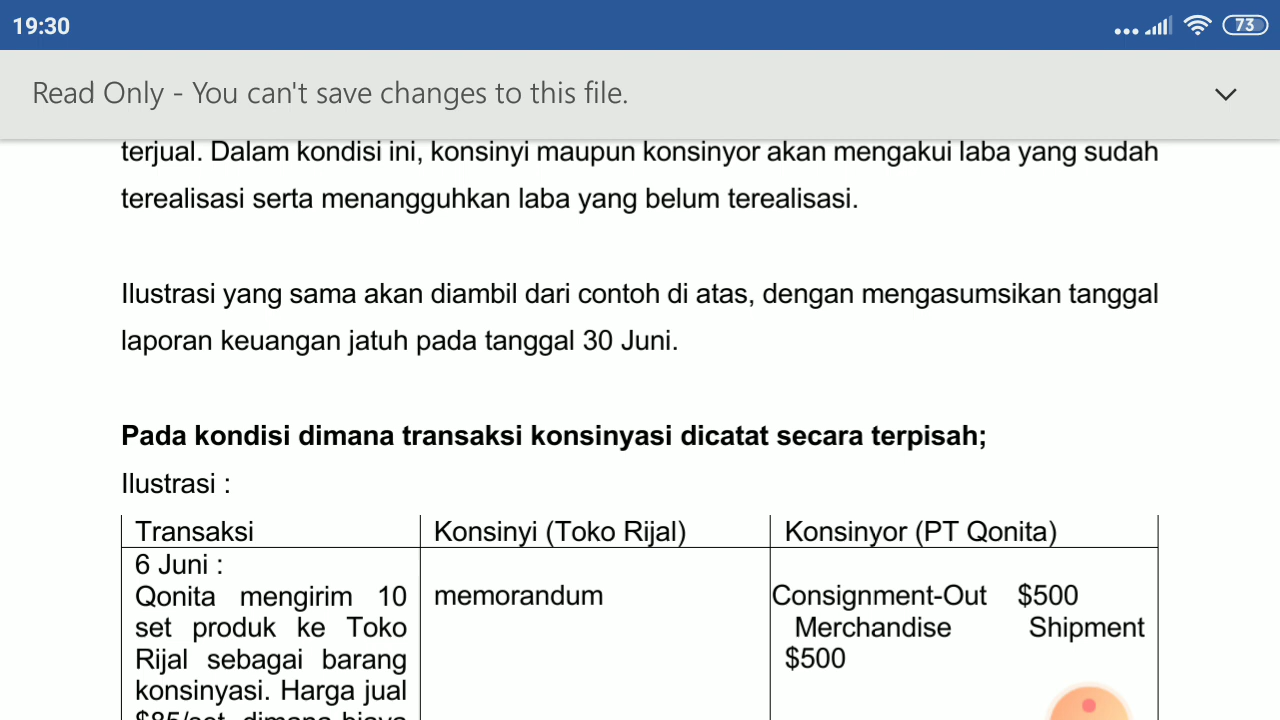 19:30
73
Read Only - You can't save changes to this file.
terjual. Dalam kondisi ini, konsinyi maupun konsinyor akan mengakui laba yang sudah
terealisasi serta menangguhkan laba yang belum terealisasi.
Ilustrasi yang sama akan diambil dari contoh di atas, dengan mengasumsikan tanggal
laporan keuangan jatuh pada tanggal 30 Juni.
Pada kondisi dimana transaksi konsinyasi dicatat secara terpisah;
Ilustrasi :
Transaksi Konsinyi (Toko Rijal) Konsinyor (PT Qonita)
6 Juni :
Qonita mengirim 10 memorandum Consignment-Out $500
set produk ke Toko Merchandise Shipment
Rijal sebagai barang $500
konsinyasi. Harga jual
$85/set, dimana biaya